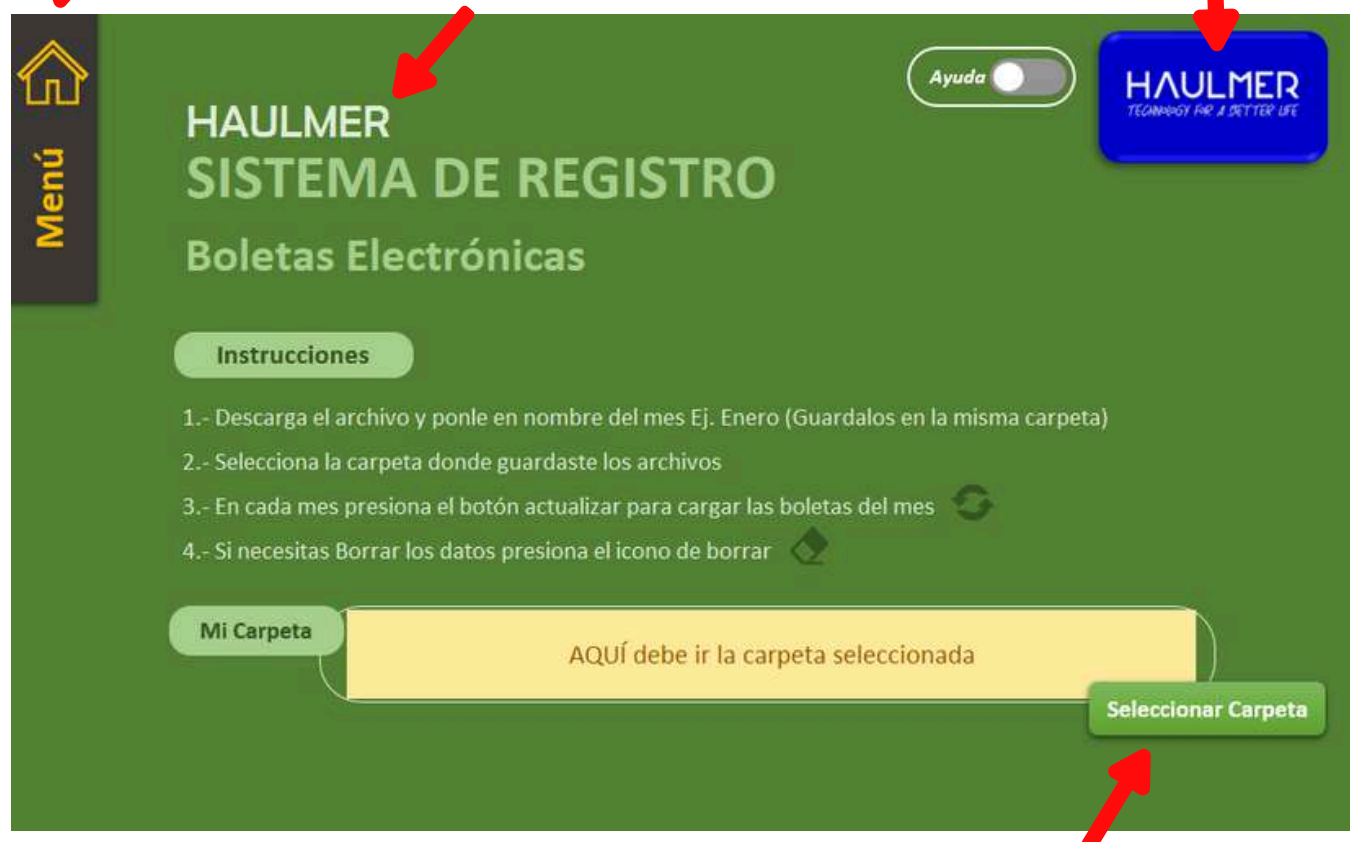 Menú
HAULMER
SISTEMA DE REGISTRO
Boletas Electrónicas
Ayuda
HAULMER
TECHNOLOGY FOR A BETTER LIFE
Instrucciones
1.- Descarga el archivo y ponle en nombre del mes Ej. Enero (Guardalos en la misma carpeta)
2.- Selecciona la carpeta donde guardaste los archivos
3.- En cada mes presiona el botón actualizar para cargar las boletas del mes
4.- Si necesitas Borrar los datos presiona el icono de borrar
Mi Carpeta
AQUÍ debe ir la carpeta seleccionada
Seleccionar Carpeta